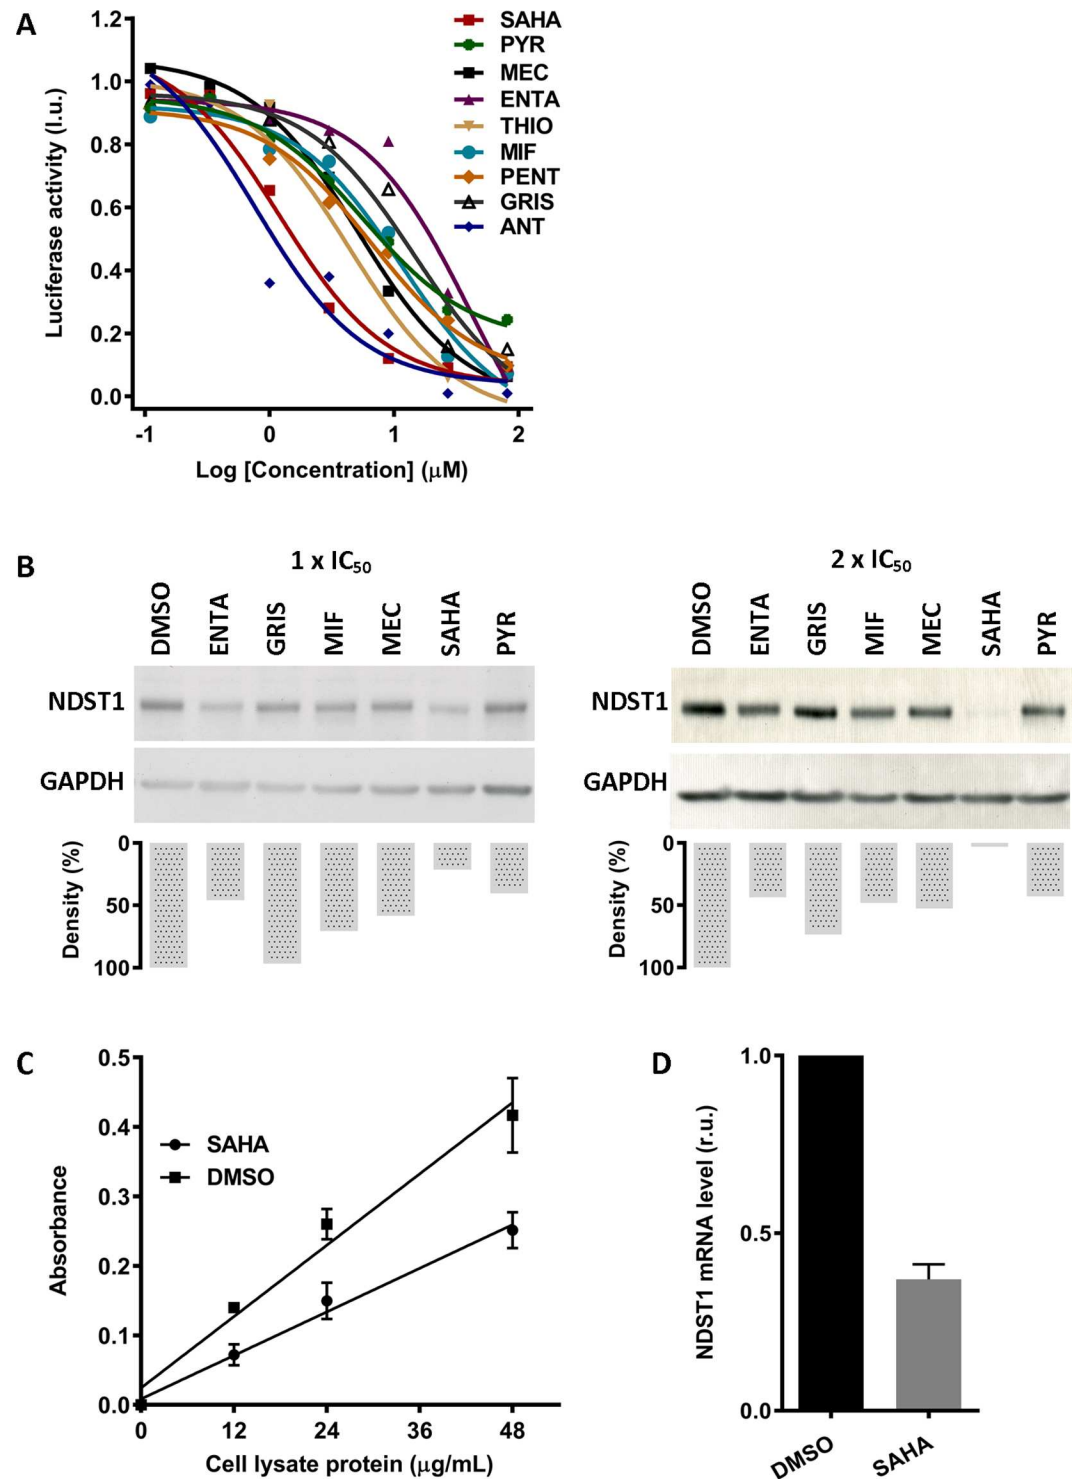 A
Luciferase activity (l.u.)
1.2
1.0
0.8
0.6
0.4
0.2
0.0
-1 0 1 2
Log [Concentration] (μM)
SAHA
PYR
MEC
ENTA
THIO
MIF
PENT
GRIS
ANT
B
1 x IC₅₀
DMSO ENTA GRIS MIF MEC SAHA PYR
NDST1
GAPDH
Density (%)
0
50
100
2 x IC₅₀
DMSO ENTA GRIS MIF MEC SAHA PYR
NDST1
GAPDH
Density (%)
0
50
100
C
Absorbance
0.5
0.4
0.3
0.2
0.1
0.0
SAHA
DMSO
0 12 24 36 48
Cell lysate protein (μg/mL)
D
NDST1 mRNA level (r.u.)
1.0
0.5
0.0
DMSO SAHA